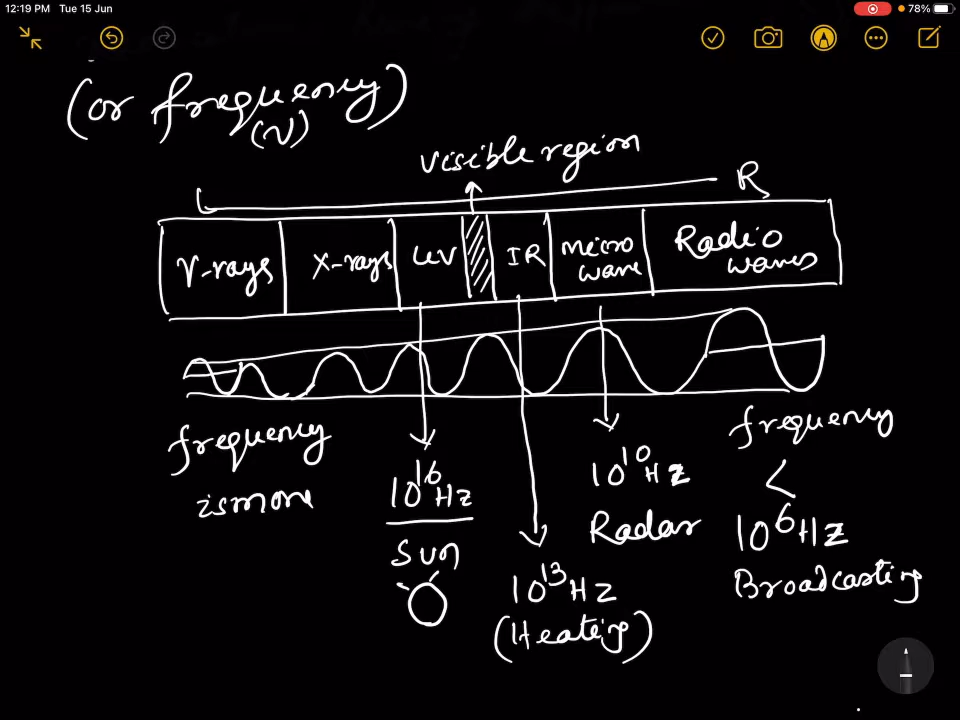 12:19 PM Tue 15 Jun
78%
(or frequency)
(ν)
visible region
R
γ-rays X-rays UV IR Micro wave Radio waves
frequency is more
10^16 Hz
Sun
10^13 Hz
(Heating)
10^10 Hz
Radar
frequency
<
10^6 Hz
Broadcasting